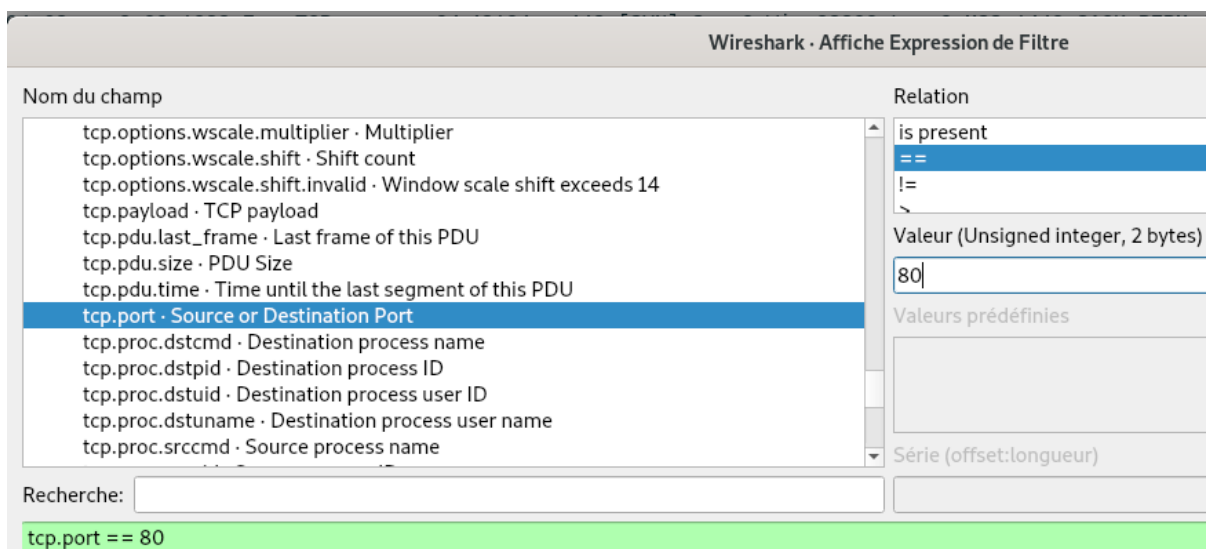 Wireshark · Affiche Expression de Filtre
Nom du champ
tcp.options.wscale.multiplier · Multiplier
tcp.options.wscale.shift · Shift count
tcp.options.wscale.shift.invalid · Window scale shift exceeds 14
tcp.payload · TCP payload
tcp.pdu.last_frame · Last frame of this PDU
tcp.pdu.size · PDU Size
tcp.pdu.time · Time until the last segment of this PDU
tcp.port · Source or Destination Port
tcp.proc.dstcmd · Destination process name
tcp.proc.dstpid · Destination process ID
tcp.proc.dstuid · Destination process user ID
tcp.proc.dstuname · Destination process user name
tcp.proc.srccmd · Source process name
Recherche:
tcp.port == 80
Relation
is present
==
!=
>
Valeur (Unsigned integer, 2 bytes)
80
Valeurs prédéfinies
Série (offset:longueur)